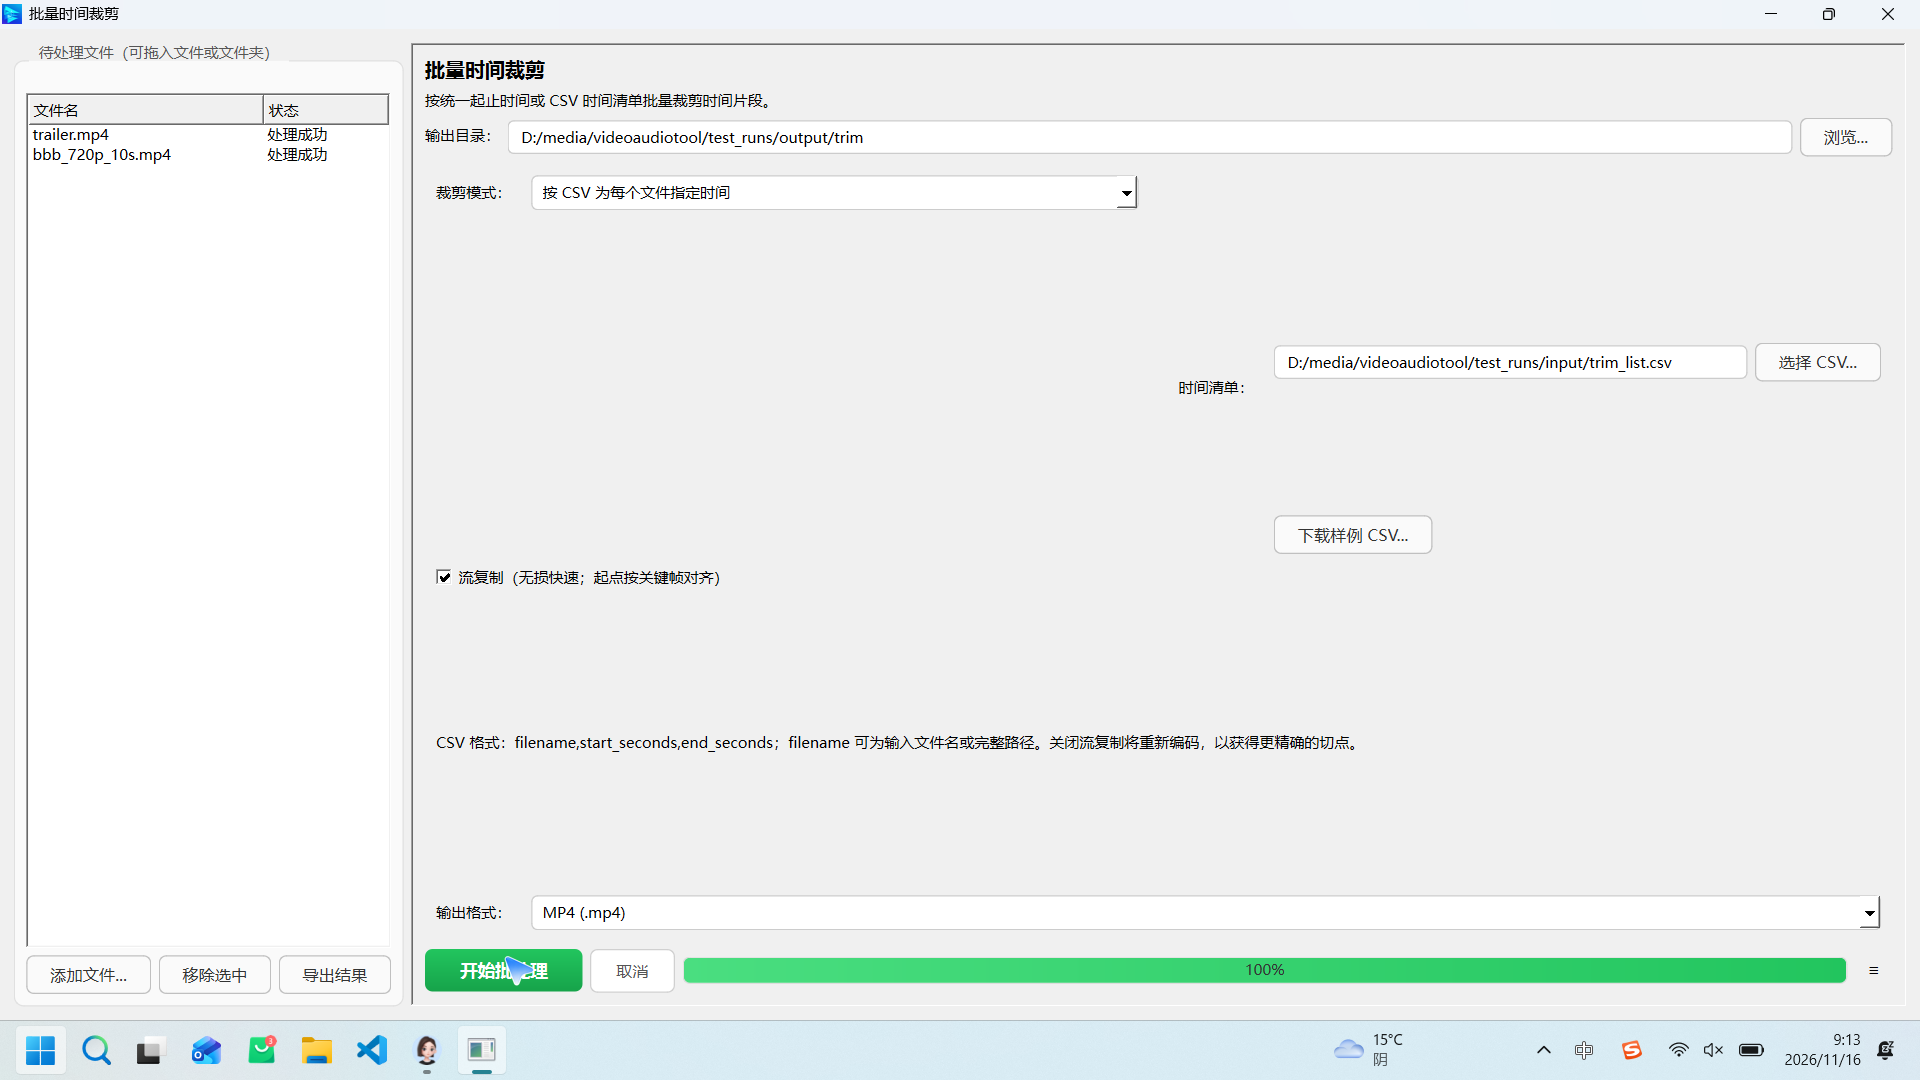 批量时间裁剪
待处理文件（可拖入文件或文件夹）
文件名 状态
trailer.mp4 处理成功
bbb_720p_10s.mp4 处理成功
添加文件... 移除选中 导出结果
批量时间裁剪
按统一起止时间或 CSV 时间清单批量裁剪时间片段。
输出目录： D:/media/videoaudiotool/test_runs/output/trim 浏览...
裁剪模式： 按 CSV 为每个文件指定时间
时间清单： D:/media/videoaudiotool/test_runs/input/trim_list.csv 选择 CSV...
下载样例 CSV...
流复制（无损快速；起点按关键帧对齐）
CSV 格式：filename,start_seconds,end_seconds；filename 可为输入文件名或完整路径。关闭流复制将重新编码，以获得更精确的切点。
输出格式： MP4 (.mp4)
开始批 理 取消 100%
3
15°C
阴
中
9:13
2026/11/16